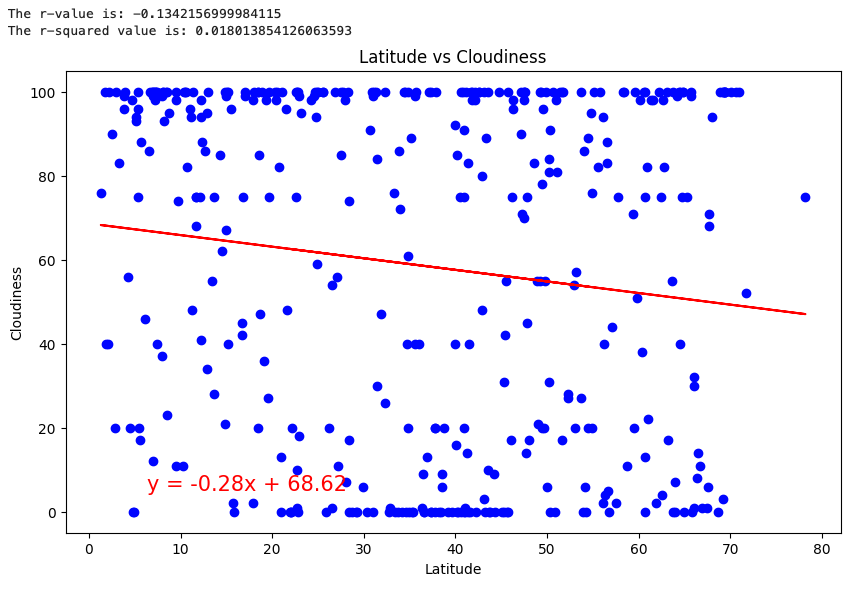 The r-value is: -0.1342156999984115
The r-squared value is: 0.018013854126063593
Latitude vs Cloudiness
100
80
60
40
20
0
Cloudiness
y = -0.28x + 68.62
0 10 20 30 40 50 60 70 80
Latitude